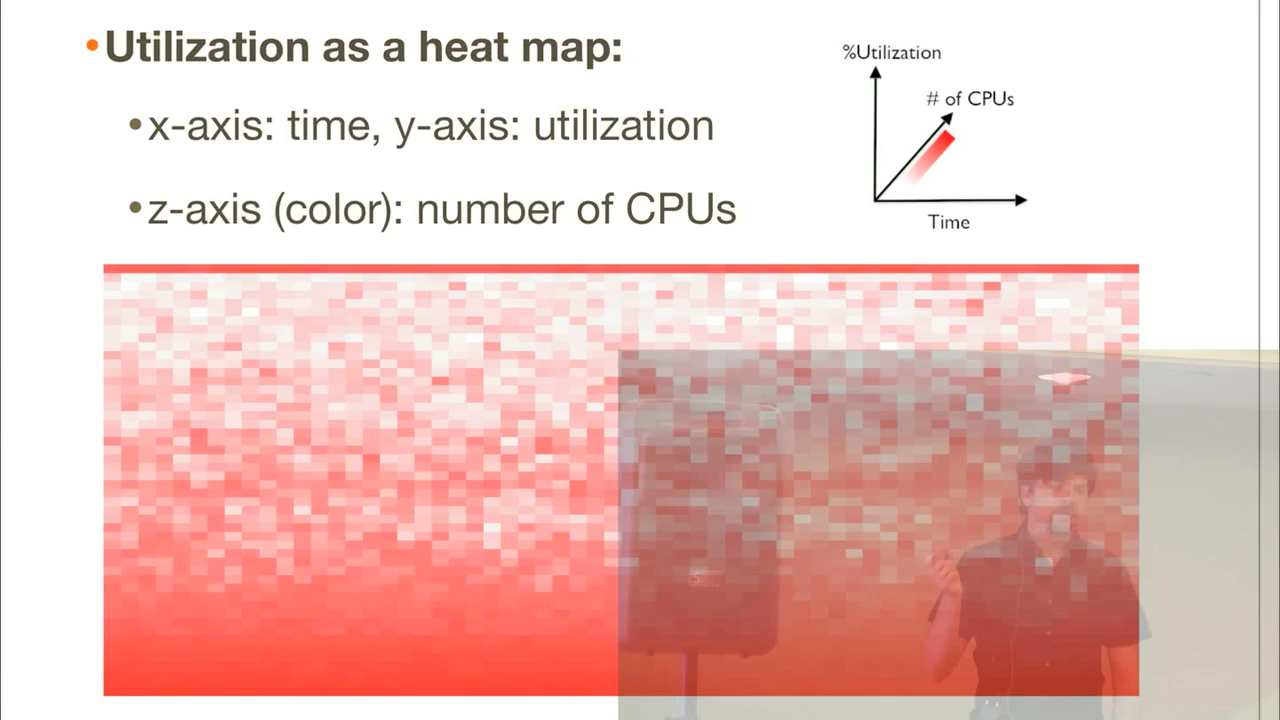 •Utilization as a heat map:
•x-axis: time, y-axis: utilization
•z-axis (color): number of CPUs
%Utilization
# of CPUs
Time